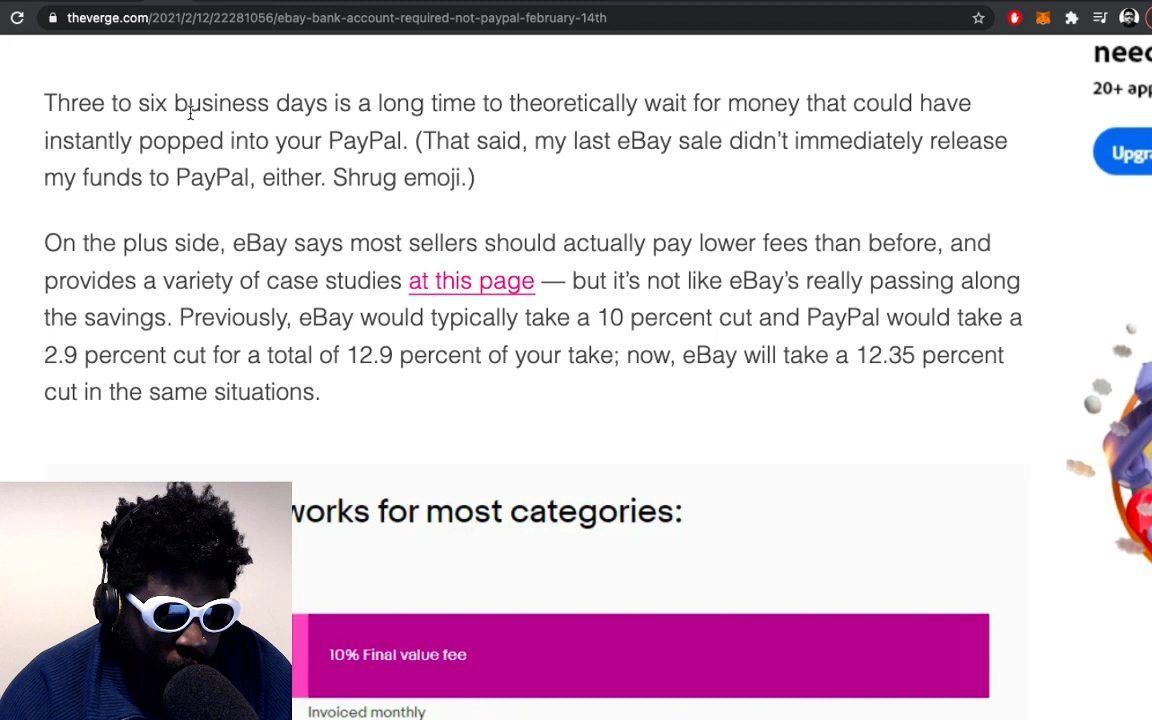 theverge.com/2021/2/12/22281056/ebay-bank-account-required-not-paypal-february-14th
20+
Three to six business days is a long time to theoretically wait for money that could have
instantly popped into your PayPal. (That said, my last eBay sale didn’t immediately release
my funds to PayPal, either. Shrug emoji.)
On the plus side, eBay says most sellers should actually pay lower fees than before, and
provides a variety of case studies at this page — but it’s not like eBay’s really passing along
the savings. Previously, eBay would typically take a 10 percent cut and PayPal would take a
2.9 percent cut for a total of 12.9 percent of your take; now, eBay will take a 12.35 percent
cut in the same situations.
works for most categories:
10% Final value fee
Invoiced monthly